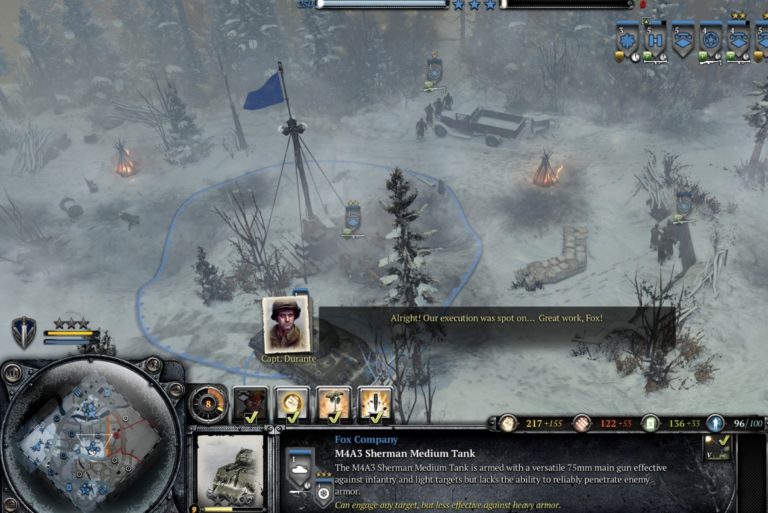 250
Alright! Our execution was spot on... Great work, Fox!
Capt. Durante
8
217 +155
122 +53
136 +33
96/100
Fox Company
M4A3 Sherman Medium Tank
The M4A3 Sherman Medium Tank is armed with a versatile 75mm main gun effective
against infantry and light targets but lacks the ability to reliably penetrate enemy
armor.
Can engage any target, but less effective against heavy armor.
V
9